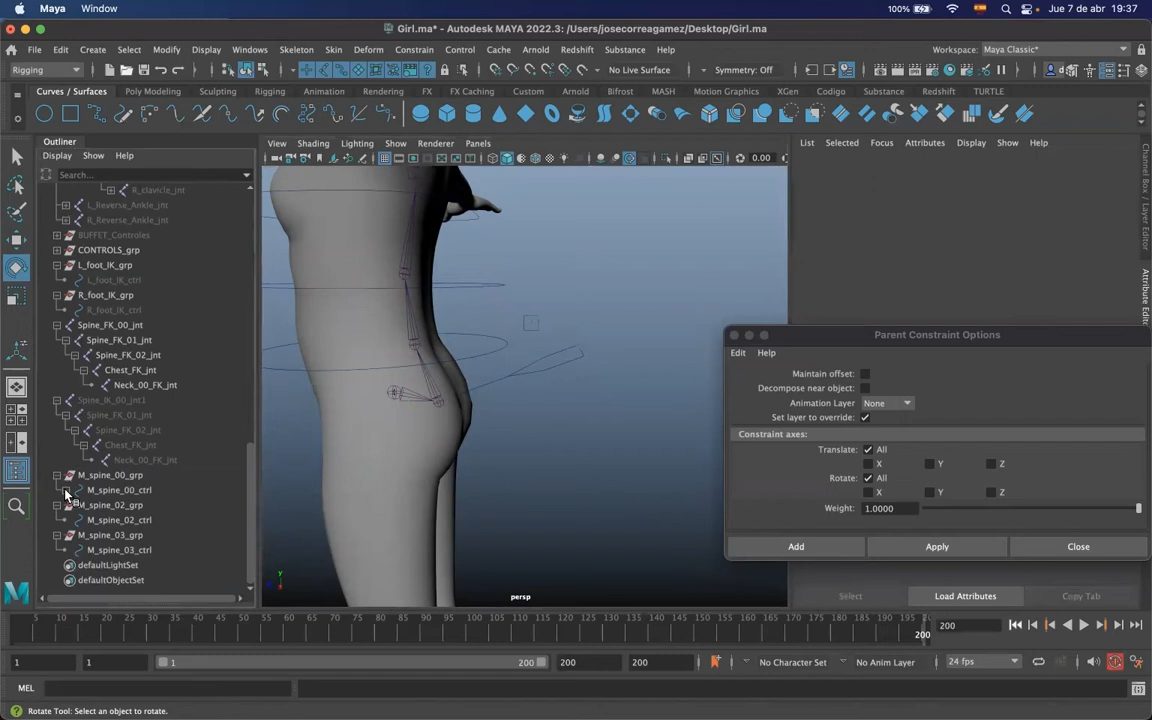 Maya Window 100% Jue 7 de abr 19:37
Girl.ma* - Autodesk MAYA 2022.3: /Users/josecorreagamez/Desktop/Girl.ma
File Edit Create Select Modify Display Windows Skeleton Skin Deform Constrain Control Cache Arnold Redshift Substance Help Workspace: Maya Classic*
Rigging No Live Surface Symmetry: Off
Curves / Surfaces Poly Modeling Sculpting Rigging Animation Rendering FX FX Caching Custom Arnold Bifrost MASH Motion Graphics XGen Codigo Substance Redshift TURTLE
Outliner
Display Show Help
View Shading Lighting Show Renderer Panels
List Selected Focus Attributes Display Show Help
0.00
Search...
R_clavicle_jnt
L_Reverse_Ankle_jnt
R_Reverse_Ankle_jnt
BUFFET_Controles
CONTROLS_grp
L_foot_IK_grp
L_foot_IK_ctrl
R_foot_IK_grp
R_foot_IK_ctrl
Spine_FK_00_jnt
Spine_FK_01_jnt
Spine_FK_02_jnt
Chest_FK_jnt
Neck_00_FK_jnt
Spine_IK_00_jnt1
Spine_FK_01_jnt
Spine_FK_02_jnt
Chest_FK_jnt
Neck_00_FK_jnt
M_spine_00_grp
M_spine_00_ctrl
M_spine_02_grp
M_spine_02_ctrl
M_spine_03_grp
M_spine_03_ctrl
defaultLightSet
defaultObjectSet
persp
Channel Box / Layer Editor
Attribute Editor
Parent Constraint Options
Edit Help
Maintain offset:
Decompose near object:
Animation Layer None
Set layer to override:
Constraint axes:
Translate: All
X Y Z
Rotate: All
X Y Z
Weight: 1.0000
Add Apply Close
Select Load Attributes Copy Tab
5 10 15 20 25 30 35 40 45 50 55 60 65 70 75 80 85 90 95 100 105 110 115 120 125 130 135 140 145 150 155 160 165 170 175 180 185 190 195 200
200
200
1 1 1 200 200 200 No Character Set No Anim Layer 24 fps
MEL
Rotate Tool: Select an object to rotate.